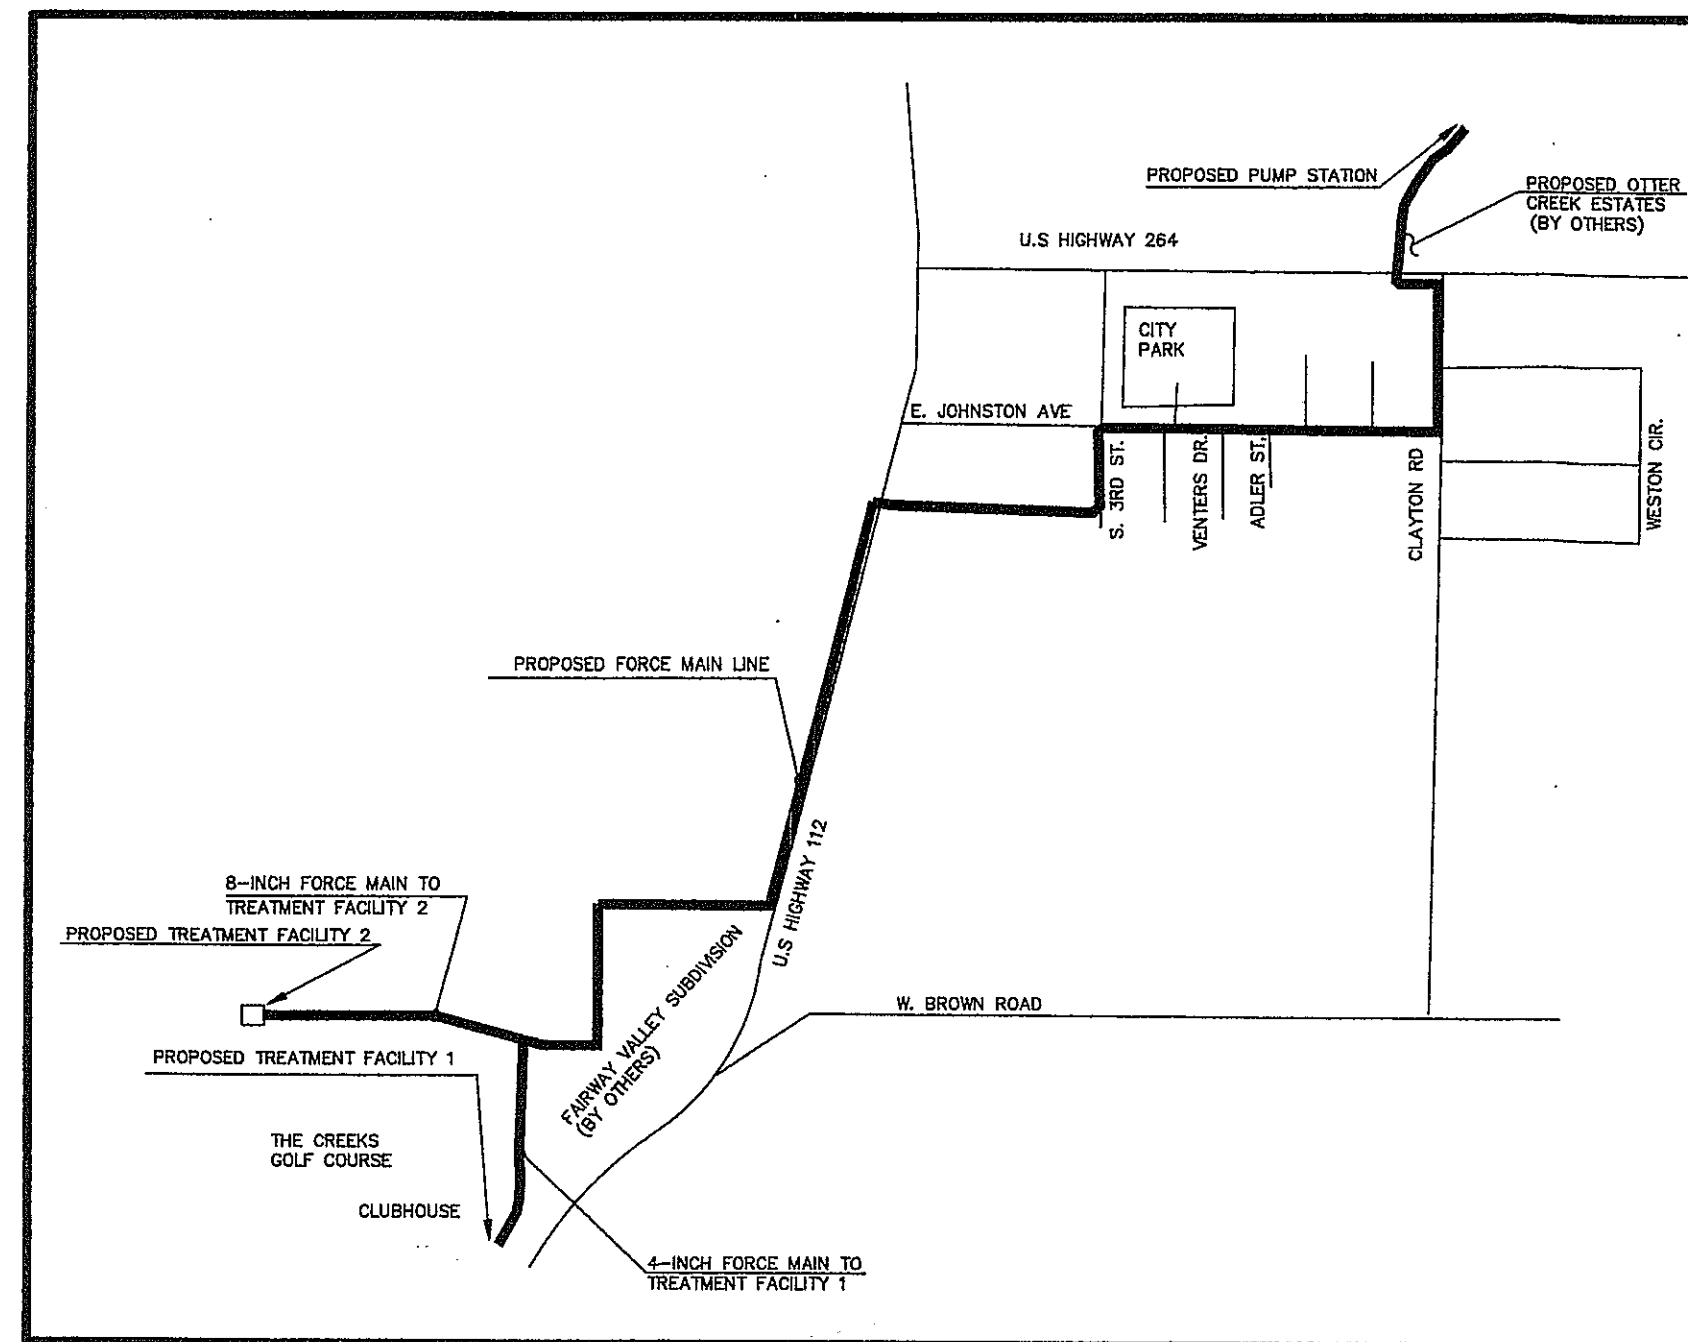 PROPOSED PUMP STATION
PROPOSED OTTER
CREEK ESTATES
(BY OTHERS)
U.S HIGHWAY 264
CITY
PARK
E. JOHNSTON AVE
S. 3RD ST.
VENTERS DR.
ADLER ST.
CLAYTON RD
WESTON CIR.
PROPOSED FORCE MAIN LINE
U.S HIGHWAY 112
8-INCH FORCE MAIN TO
TREATMENT FACILITY 2
PROPOSED TREATMENT FACILITY 2
FAIRWAY VALLEY SUBDIVISION
(BY OTHERS)
W. BROWN ROAD
PROPOSED TREATMENT FACILITY 1
THE CREEKS
GOLF COURSE
CLUBHOUSE
4-INCH FORCE MAIN TO
TREATMENT FACILITY 1